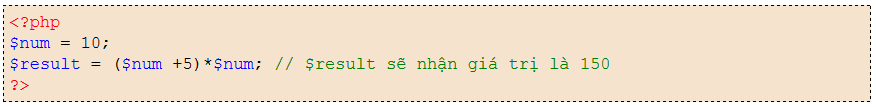 <?php
$num = 10;
$result = ($num +5)*$num; // $result sẽ nhận giá trị là 150
?>